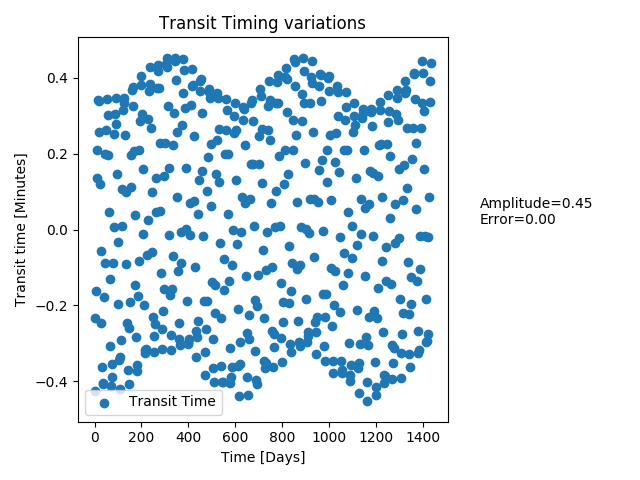 Transit Timing variations
Transit time [Minutes]
0.4
0.2
0.0
−0.2
−0.4
Transit Time
0 200 400 600 800 1000 1200 1400
Time [Days]
Amplitude=0.45
Error=0.00